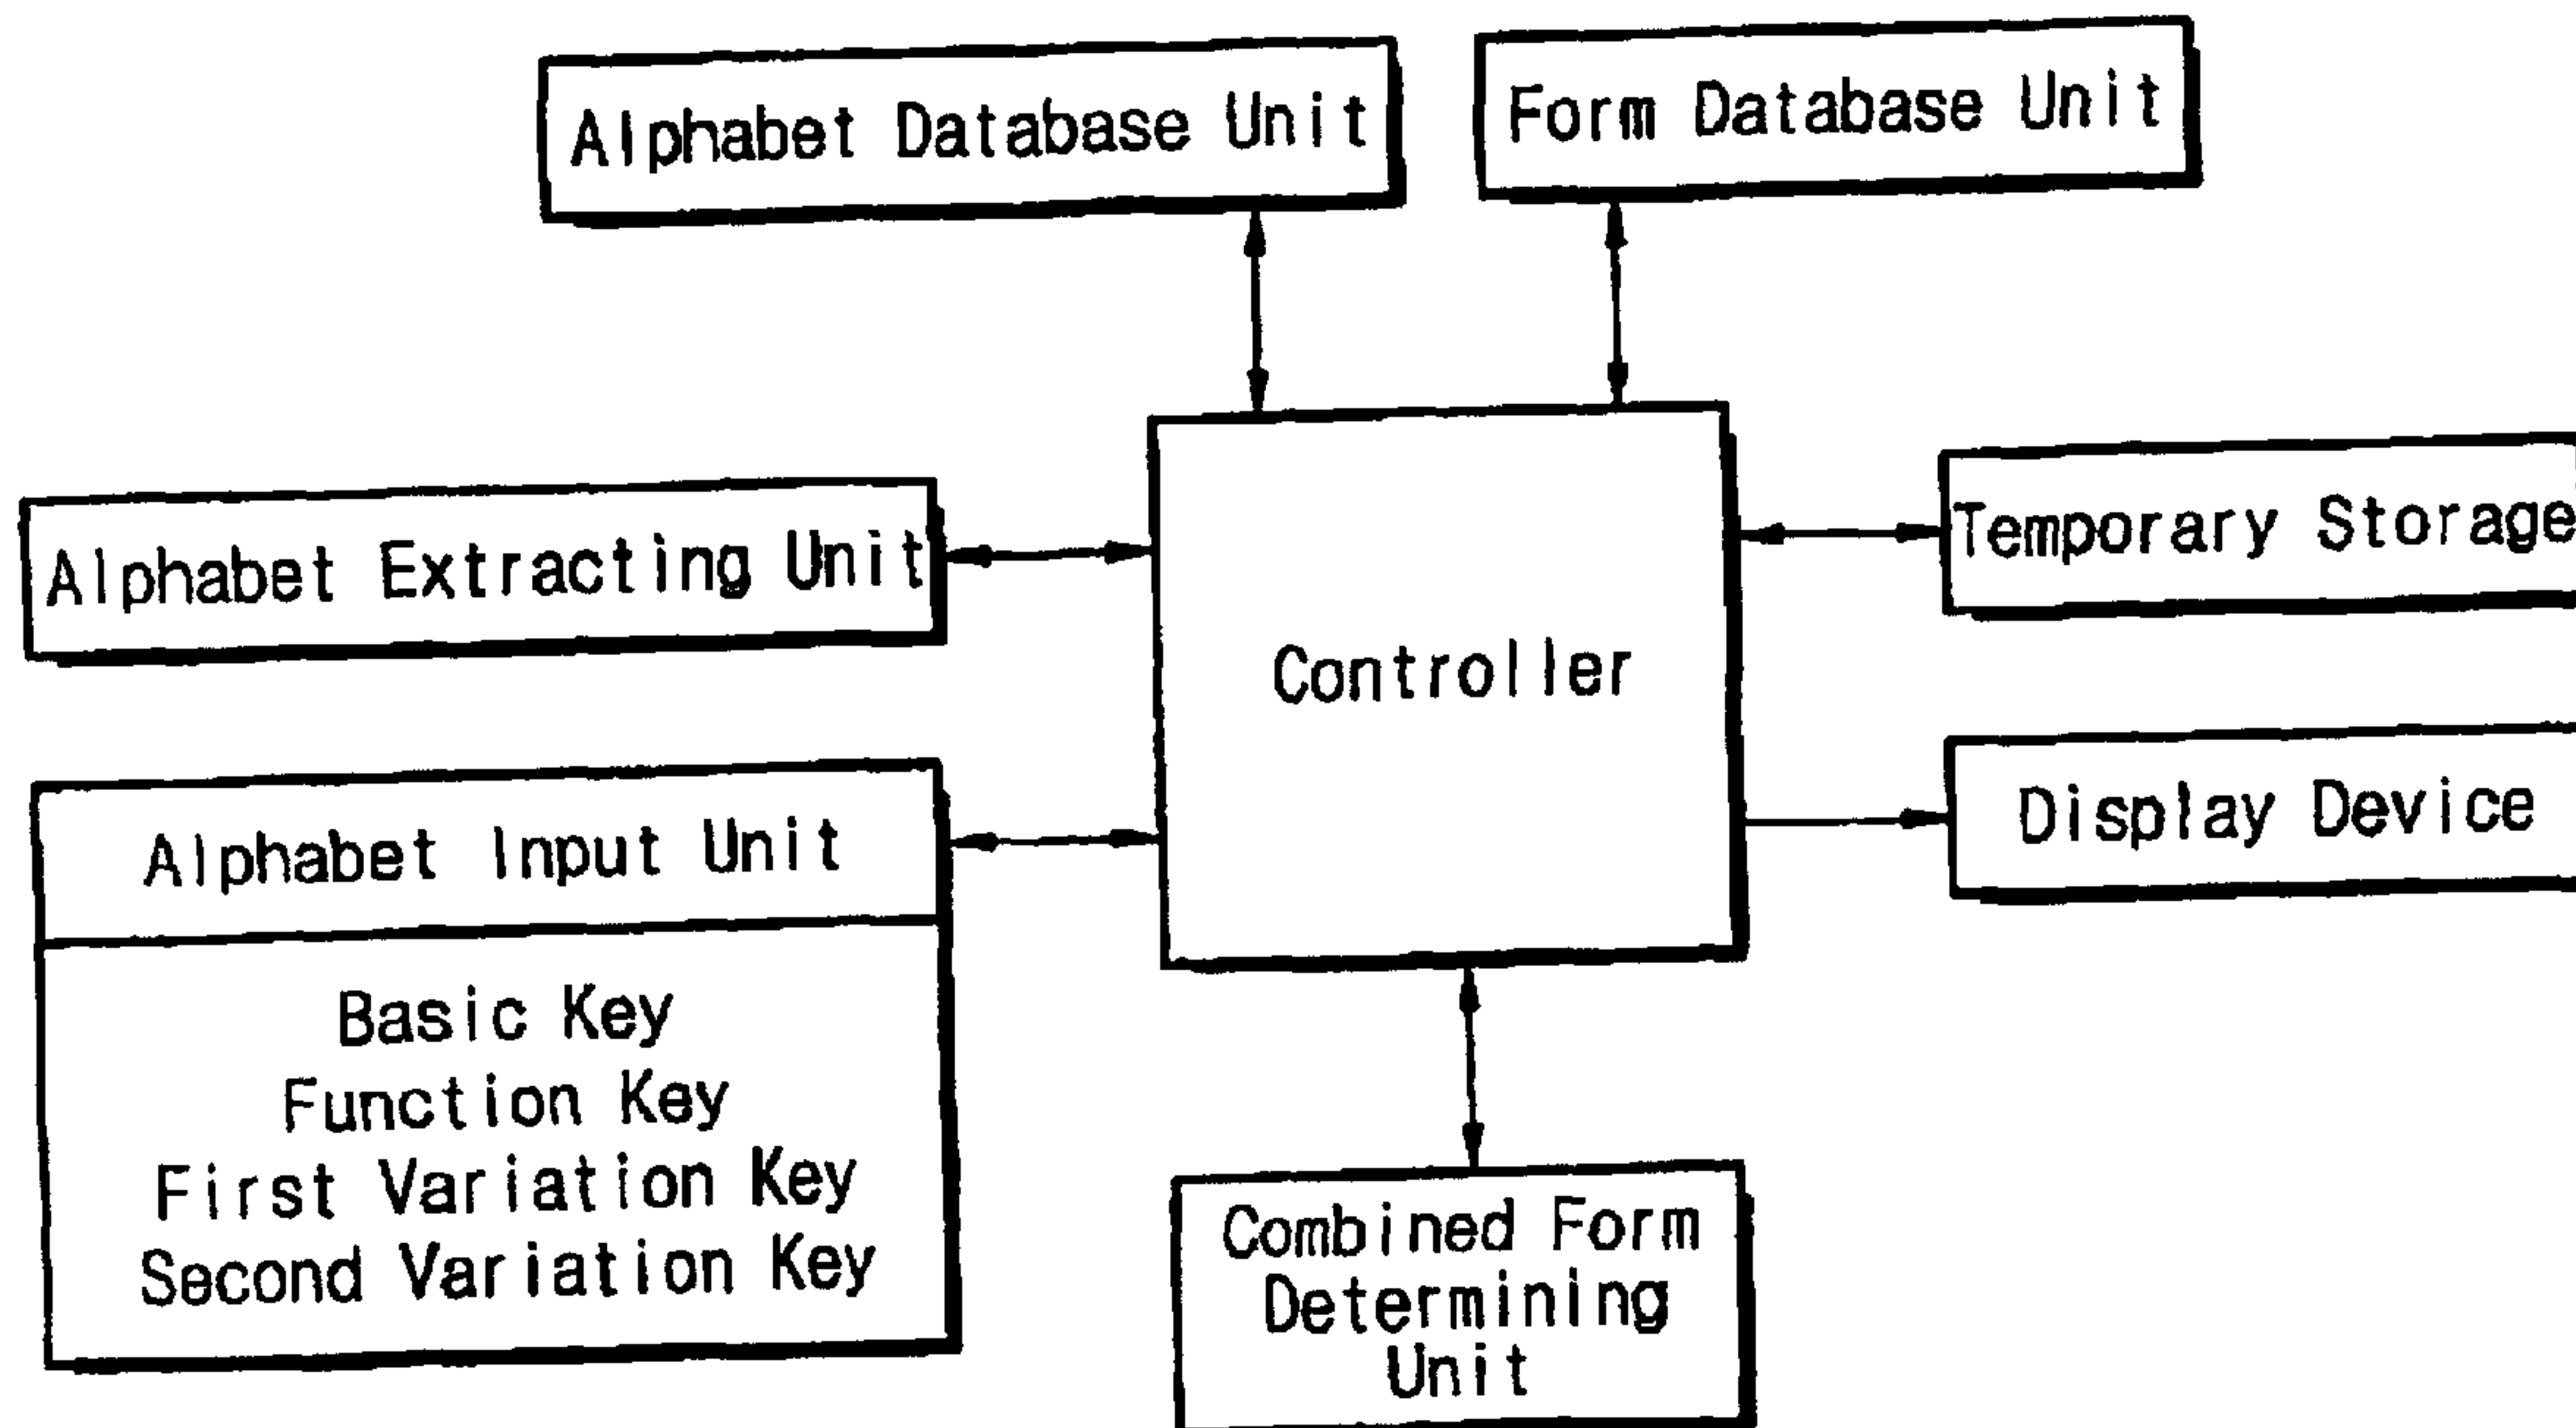 Alphabet Database Unit
Form Database Unit
Alphabet Extracting Unit
Temporary Storage
Controller
Alphabet Input Unit
Display Device
Basic Key
Function Key
First Variation Key
Second Variation Key
Combined Form
Determining
Unit